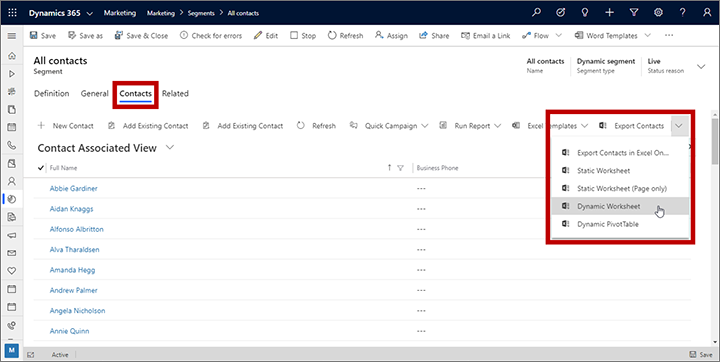 Dynamics 365 Marketing Marketing > Segments > All contacts
Save Save as Save & Close Check for errors Edit Stop Refresh Assign Share Email a Link Flow Word Templates
All contacts
Segment
All contacts Dynamic segment Live
Name Segment type Status reason
Definition General Contacts Related
New Contact Add Existing Contact Add Existing Contact Refresh Quick Campaign Run Report Excel Templates Export Contacts
Contact Associated View
Export Contacts in Excel On...
Static Worksheet
Static Worksheet (Page only)
Dynamic Worksheet
Dynamic PivotTable
Full Name Business Phone
Abbie Gardiner ---
Aidan Knaggs ---
Alfonso Albritton ---
Alva Tharaldsen ---
Amanda Hegg ---
Andrew Palmer ---
Angela Nicholson ---
Annie Quinn ---
M Active Save